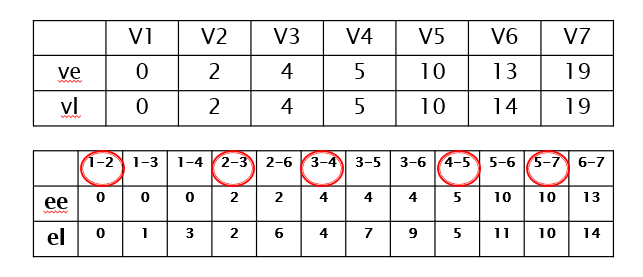 V1 V2 V3 V4 V5 V6 V7
ve 0 2 4 5 10 13 19
vl 0 2 4 5 10 14 19
1-2 1-3 1-4 2-3 2-6 3-4 3-5 3-6 4-5 5-6 5-7 6-7
ee 0 0 0 2 2 4 4 4 5 10 10 13
el 0 1 3 2 6 4 7 9 5 11 10 14